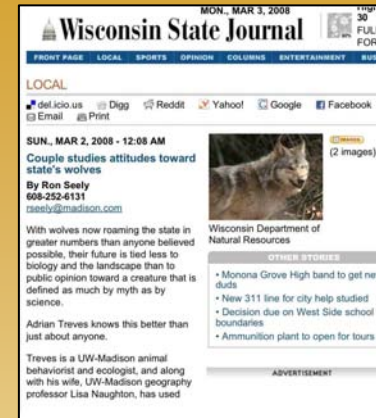 MON., MAR 3, 2008
Wisconsin State Journal
30
FULL
FOR
FRONT PAGE LOCAL SPORTS OPINION COLUMNS ENTERTAINMENT BUS
LOCAL
del.icio.us Digg Reddit Yahoo! Google Facebook
Email Print
SUN., MAR 2, 2008 - 12:08 AM
Couple studies attitudes toward
state's wolves
By Ron Seely
608-252-6131
rseely@madison.com
With wolves now roaming the state in
greater numbers than anyone believed
possible, their future is tied less to
biology and the landscape than to
public opinion toward a creature that is
defined as much by myth as by
science.
Adrian Treves knows this better than
just about anyone.
Treves is a UW-Madison animal
behaviorist and ecologist, and along
with his wife, UW-Madison geography
professor Lisa Naughton, has used
(2 images)
Wisconsin Department of
Natural Resources
OTHER STORIES
• Monona Grove High band to get ne
duds
• New 311 line for city help studied
• Decision due on West Side school
boundaries
• Ammunition plant to open for tours
ADVERTISEMENT